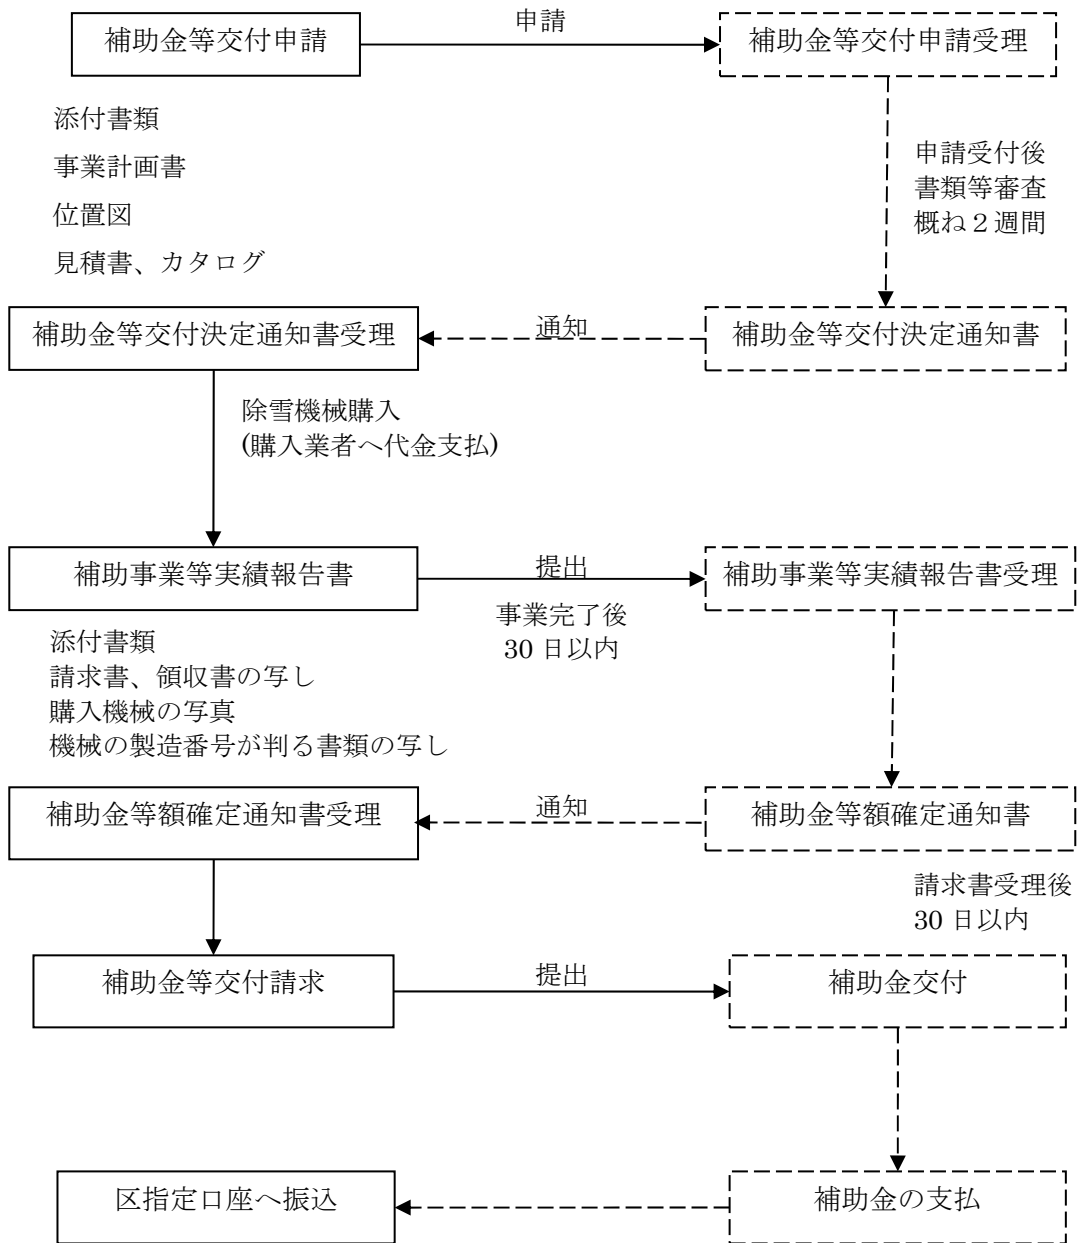 補助金等交付申請
申請
補助金等交付申請受理
添付書類
事業計画書
位置図
見積書、カタログ
申請受付後
書類等審査
概ね２週間
補助金等交付決定通知書受理
通知
補助金等交付決定通知書
除雪機械購入
(購入業者へ代金支払)
補助事業等実績報告書
提出
補助事業等実績報告書受理
事業完了後
30 日以内
添付書類
請求書、領収書の写し
購入機械の写真
機械の製造番号が判る書類の写し
補助金等額確定通知書受理
通知
補助金等額確定通知書
請求書受理後
30 日以内
補助金等交付請求
提出
補助金交付
区指定口座へ振込
補助金の支払